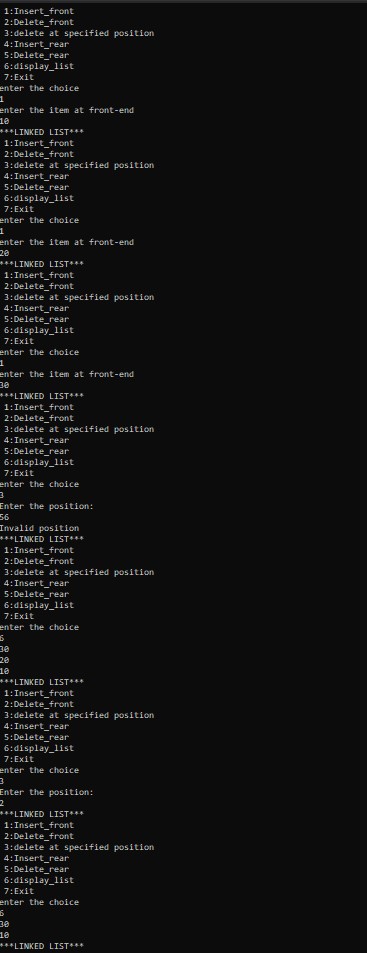 1:Insert_front
2:Delete_front
3:delete at specified position
4:Insert_rear
5:Delete_rear
6:display_list
7:Exit
enter the choice
1
enter the item at front-end
10
***LINKED LIST***
1:Insert_front
2:Delete_front
3:delete at specified position
4:Insert_rear
5:Delete_rear
6:display_list
7:Exit
enter the choice
1
enter the item at front-end
20
***LINKED LIST***
1:Insert_front
2:Delete_front
3:delete at specified position
4:Insert_rear
5:Delete_rear
6:display_list
7:Exit
enter the choice
1
enter the item at front-end
30
***LINKED LIST***
1:Insert_front
2:Delete_front
3:delete at specified position
4:Insert_rear
5:Delete_rear
6:display_list
7:Exit
enter the choice
3
Enter the position:
56
Invalid position
***LINKED LIST***
1:Insert_front
2:Delete_front
3:delete at specified position
4:Insert_rear
5:Delete_rear
6:display_list
7:Exit
enter the choice
6
30
20
10
***LINKED LIST***
1:Insert_front
2:Delete_front
3:delete at specified position
4:Insert_rear
5:Delete_rear
6:display_list
7:Exit
enter the choice
3
Enter the position:
2
***LINKED LIST***
1:Insert_front
2:Delete_front
3:delete at specified position
4:Insert_rear
5:Delete_rear
6:display_list
7:Exit
enter the choice
6
30
10
***LINKED LIST***